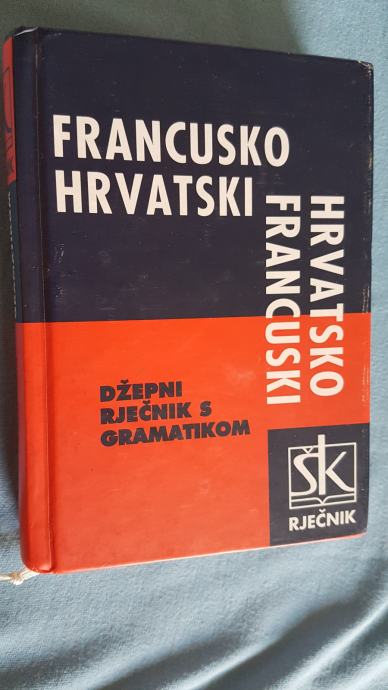 FRANCUSKO
HRVATSKI
HRVATSKO
FRANCUSKI
DŽEPNI
RJEČNIK S
GRAMATIKOM
ŠK
RJEČNIK